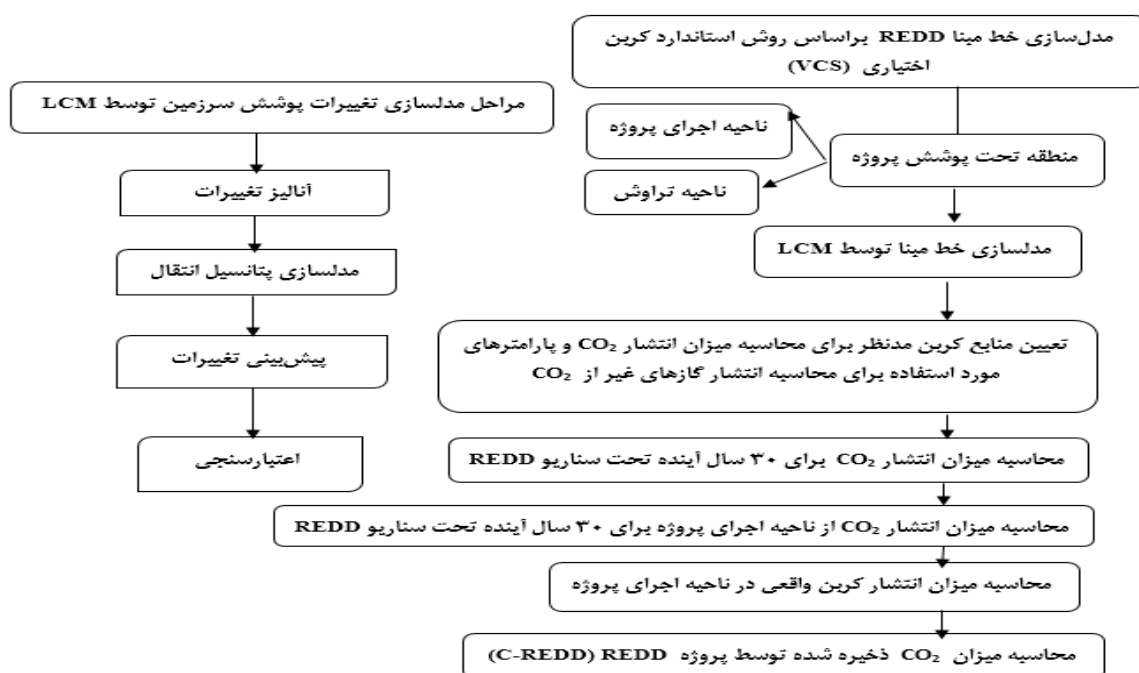 مدل‌سازی خط مبنا REDD براساس روش استاندارد کربن
اختیاری (VCS)
ناحیه اجرای پروژه
منطقه تحت پوشش پروژه
ناحیه تراوش
مدلسازی خط مبنا توسط LCM
تعیین منابع کربن مدنظر برای محاسبه میزان انتشار CO₂ و پارامترهای
مورد استفاده برای محاسبه انتشار گازهای غیر از CO₂
محاسبه میزان انتشار CO₂ برای ۳۰ سال آینده تحت سناریو REDD
محاسبه میزان انتشار CO₂ از ناحیه اجرای پروژه برای ۳۰ سال آینده تحت سناریو REDD
محاسبه میزان انتشار کربن واقعی در ناحیه اجرای پروژه
محاسبه میزان CO₂ ذخیره شده توسط پروژه REDD (C-REDD)
مراحل مدلسازی تغییرات پوشش سرزمین توسط LCM
آنالیز تغییرات
مدلسازی پتانسیل انتقال
پیش‌بینی تغییرات
اعتبارسنجی